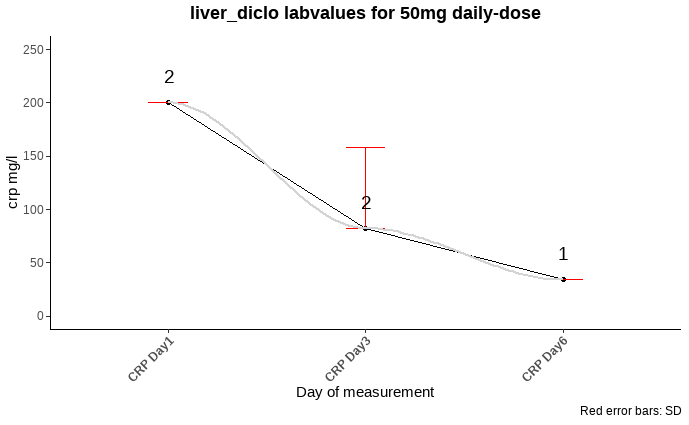 liver_diclo labvalues for 50mg daily-dose
crp mg/l
250
200
150
100
50
0
2
2
1
CRP Day1
CRP Day3
CRP Day6
Day of measurement
Red error bars: SD